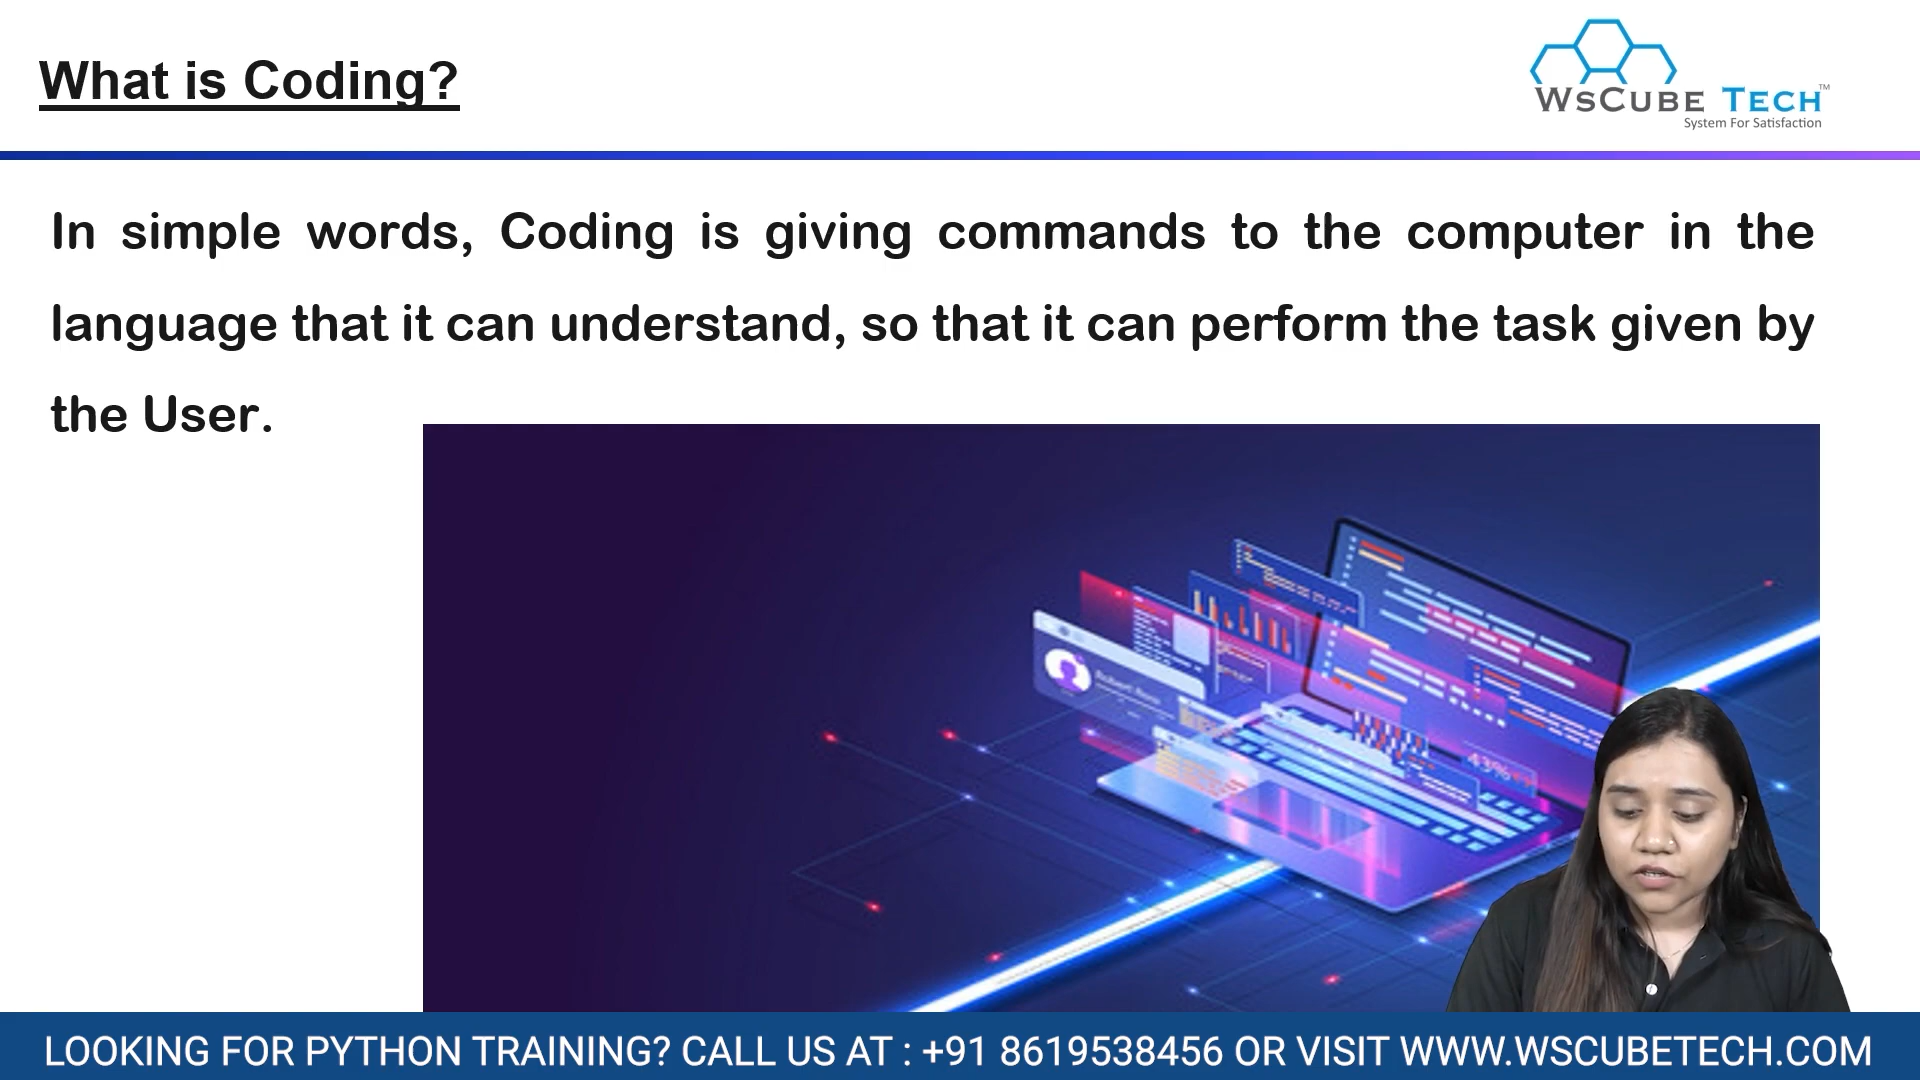 What is Coding?
WSCUBE TECH™
System For Satisfaction
In simple words, Coding is giving commands to the computer in the
language that it can understand, so that it can perform the task given by
the User.
43%
LOOKING FOR PYTHON TRAINING? CALL US AT : +91 8619538456 OR VISIT WWW.WSCUBETECH.COM